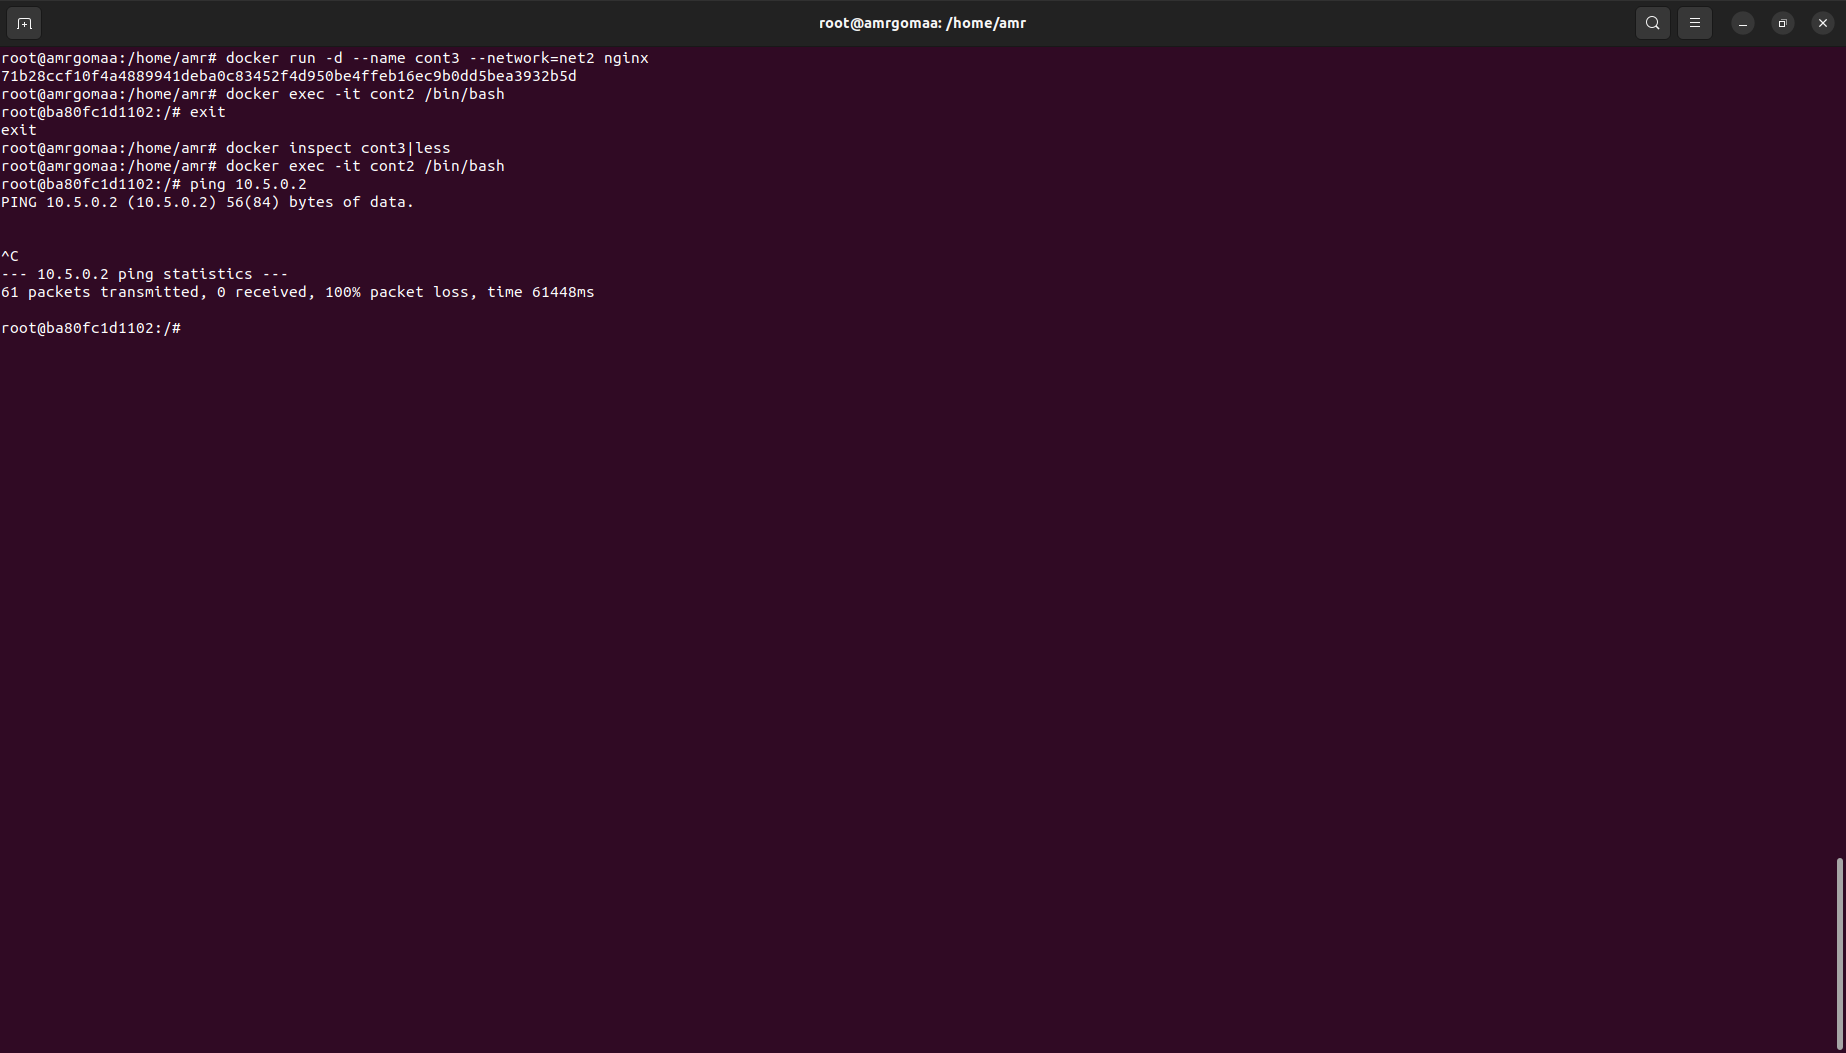 root@amrgomaa: /home/amr
root@amrgomaa:/home/amr# docker run -d --name cont3 --network=net2 nginx
71b28ccf10f4a4889941deba0c83452f4d950be4ffeb16ec9b0dd5bea3932b5d
root@amrgomaa:/home/amr# docker exec -it cont2 /bin/bash
root@ba80fc1d1102:/# exit
exit
root@amrgomaa:/home/amr# docker inspect cont3|less
root@amrgomaa:/home/amr# docker exec -it cont2 /bin/bash
root@ba80fc1d1102:/# ping 10.5.0.2
PING 10.5.0.2 (10.5.0.2) 56(84) bytes of data.
^C
--- 10.5.0.2 ping statistics ---
61 packets transmitted, 0 received, 100% packet loss, time 61448ms
root@ba80fc1d1102:/#